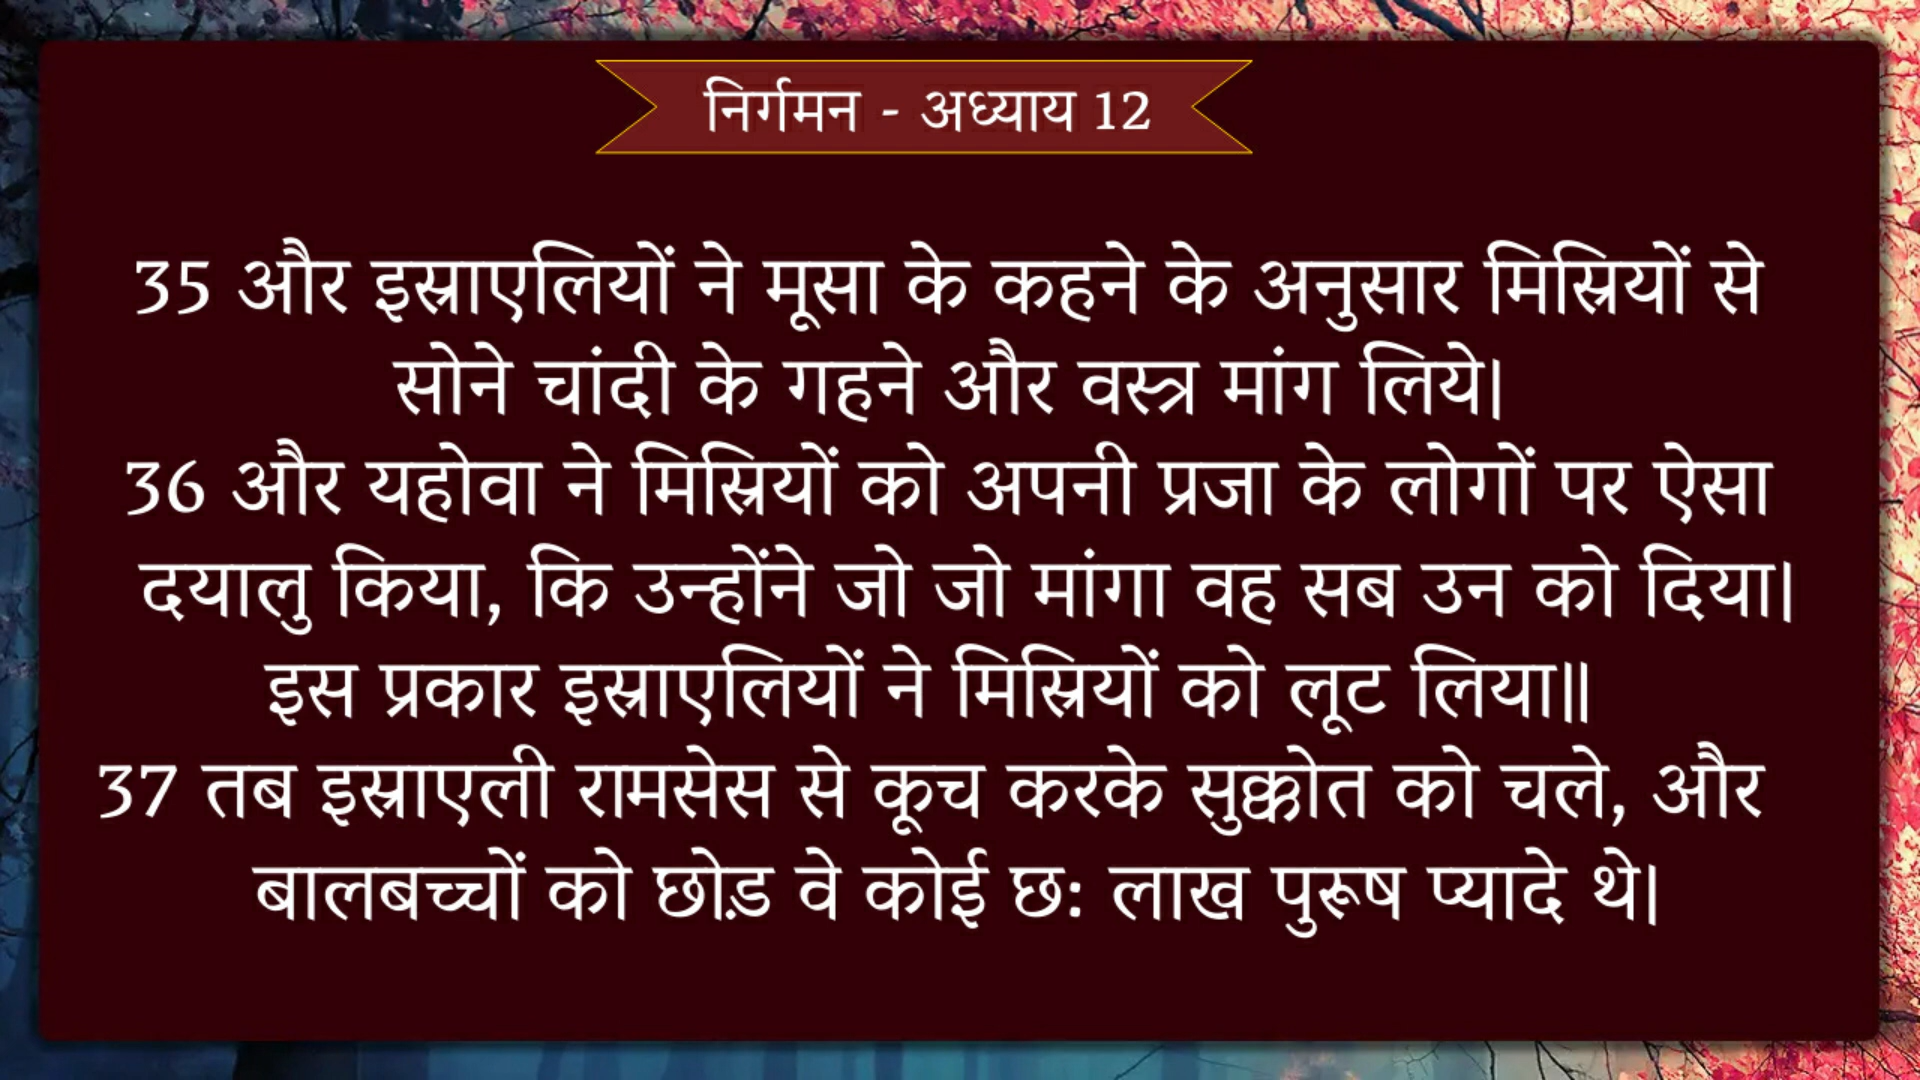 निर्गमन - अध्याय 12
35 और इस्राएलियों ने मूसा के कहने के अनुसार मिस्रियों से
सोने चांदी के गहने और वस्त्र मांग लिये।
36 और यहोवा ने मिस्रियों को अपनी प्रजा के लोगों पर ऐसा
दयालु किया, कि उन्होंने जो जो मांगा वह सब उन को दिया।
इस प्रकार इस्राएलियों ने मिस्रियों को लूट लिया॥
37 तब इस्राएली रामसेस से कूच करके सुक्कोत को चले, और
बालबच्चों को छोड़ वे कोई छः लाख पुरूष प्यादे थे।